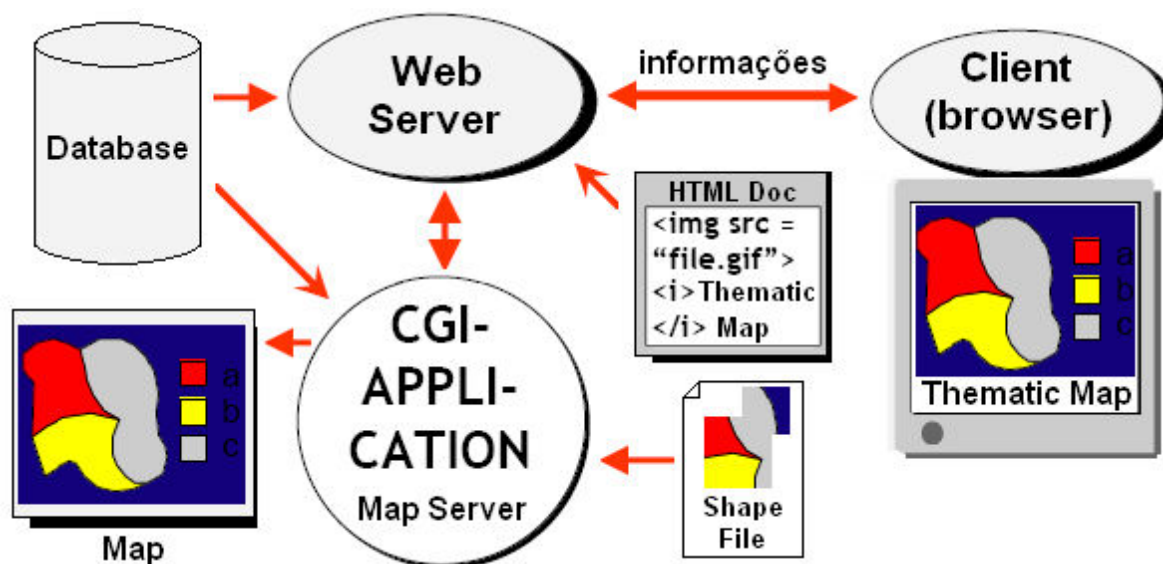 Database
Web
Server
informações
Client
(browser)
HTML Doc
<img src =
“file.gif”>
<i>Thematic
</i> Map
a
b
c
Thematic Map
CGI-
APPLI-
CATION
Map Server
a
b
c
Map
Shape
File